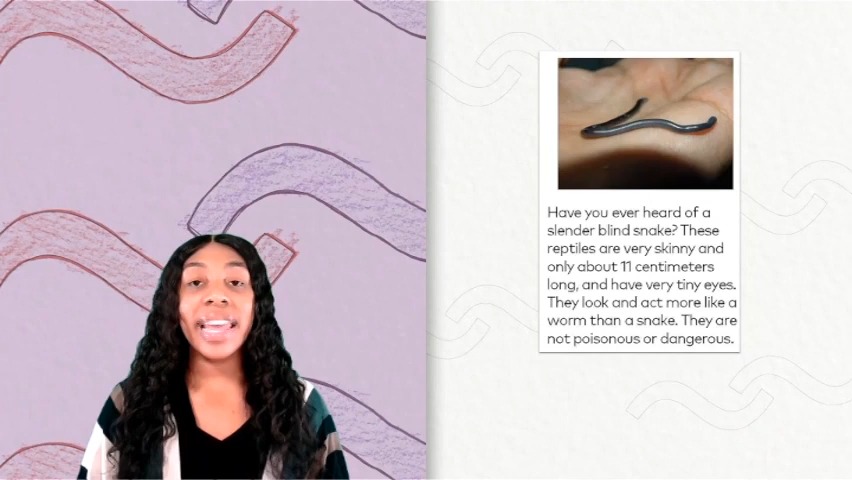 Have you ever heard of a
slender blind snake? These
reptiles are very skinny and
only about 11 centimeters
long, and have very tiny eyes.
They look and act more like a
worm than a snake. They are
not poisonous or dangerous.